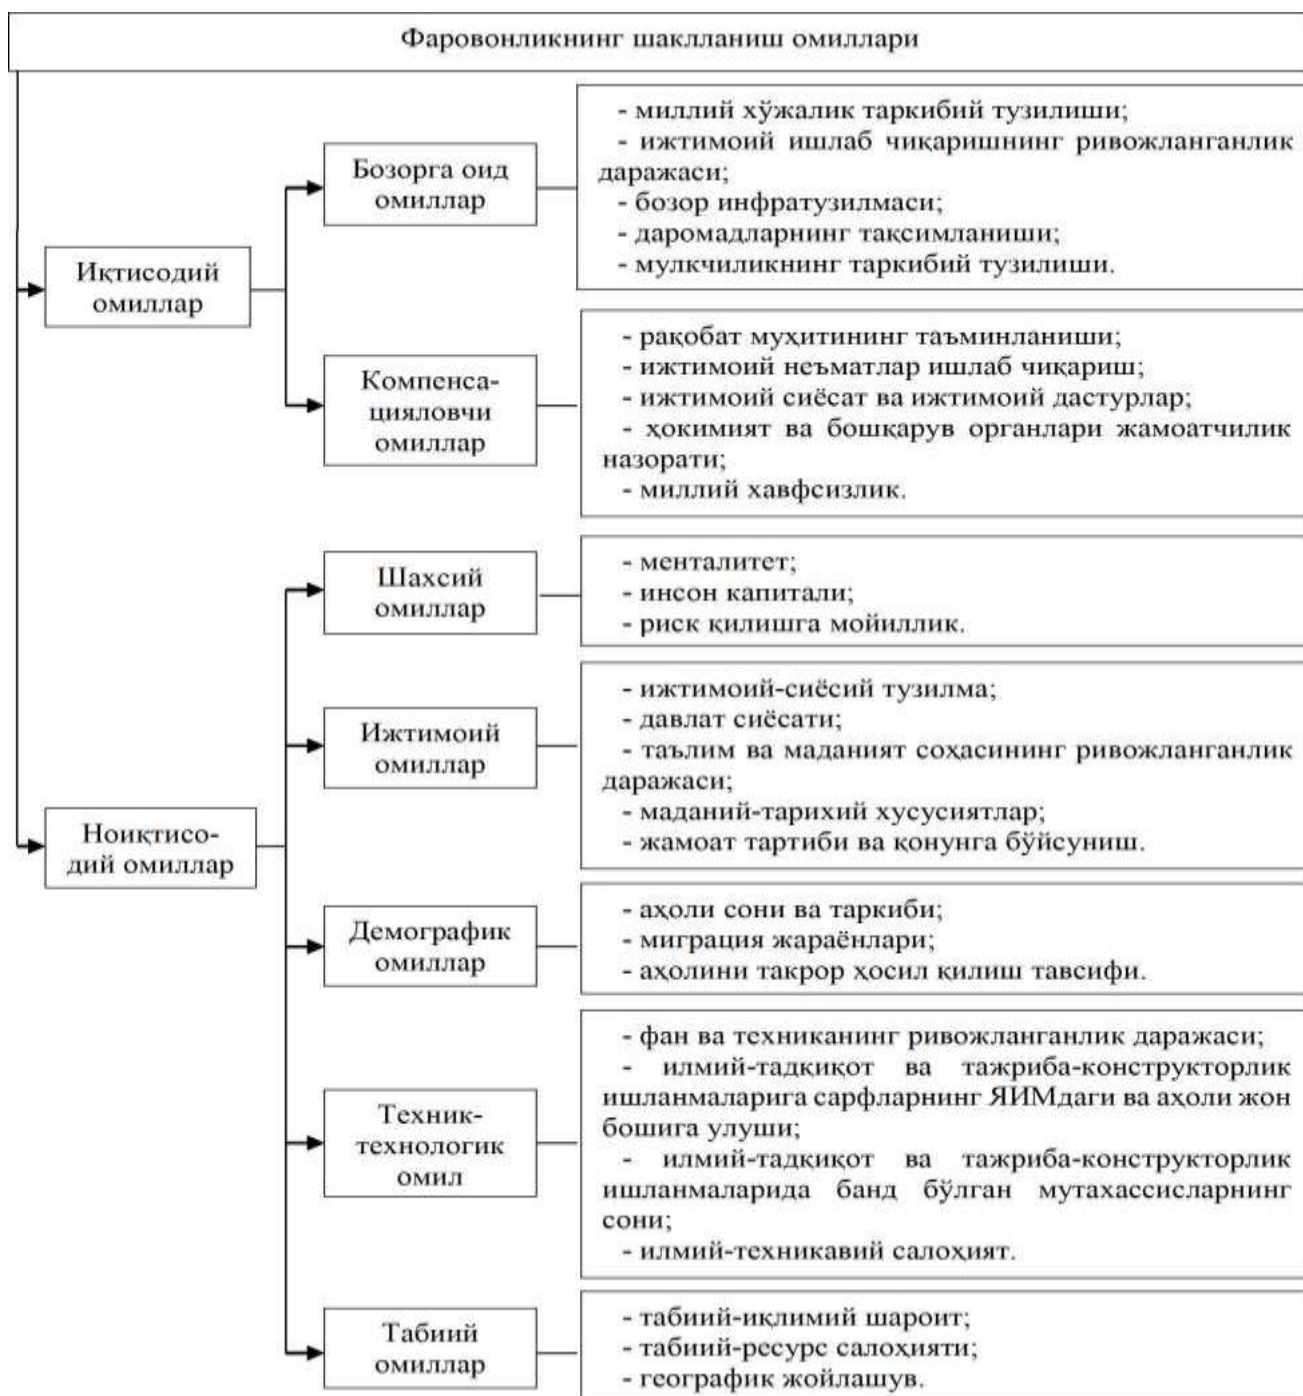 Фаровонликнинг шаклланиш омиллари
Иқтисодий
омиллар
Бозорга оид
омиллар
- миллий хўжалик таркибий тузилиши;
- ижтимоий ишлаб чиқаришнинг ривожланганлик
даражаси;
- бозор инфратузилмаси;
- даромадларнинг тақсимланиши;
- мулкчиликнинг таркибий тузилиши.
Компенса-
цияловчи
омиллар
- рақобат муҳитининг таъминланиши;
- ижтимоий неъматлар ишлаб чиқариш;
- ижтимоий сиёсат ва ижтимоий дастурлар;
- ҳокимият ва бошқарув органлари жамоатчилик
назорати;
- миллий хавфсизлик.
Ноиқтисо-
дий омиллар
Шахсий
омиллар
- менталитет;
- инсон капитали;
- риск қилишга мойиллик.
Ижтимоий
омиллар
- ижтимоий-сиёсий тузилма;
- давлат сиёсати;
- таълим ва маданият соҳасининг ривожланганлик
даражаси;
- маданий-тарихий хусусиятлар;
- жамоат тартиби ва қонунга бўйсуниш.
Демографик
омиллар
- аҳоли сони ва таркиби;
- миграция жараёнлари;
- аҳолини такрор ҳосил қилиш тавсифи.
Техник-
технологик
омил
- фан ва техниканинг ривожланганлик даражаси;
- илмий-тадқиқот ва тажриба-конструкторлик
ишланмаларига сарфларнинг ЯИМдаги ва аҳоли жон
бошига улуши;
- илмий-тадқиқот ва тажриба-конструкторлик
ишланмаларида банд бўлган мутахассисларнинг
сони;
- илмий-техникавий салоҳият.
Табиий
омиллар
- табиий-иқлимий шароит;
- табиий-ресурс салоҳияти;
- географик жойлашув.